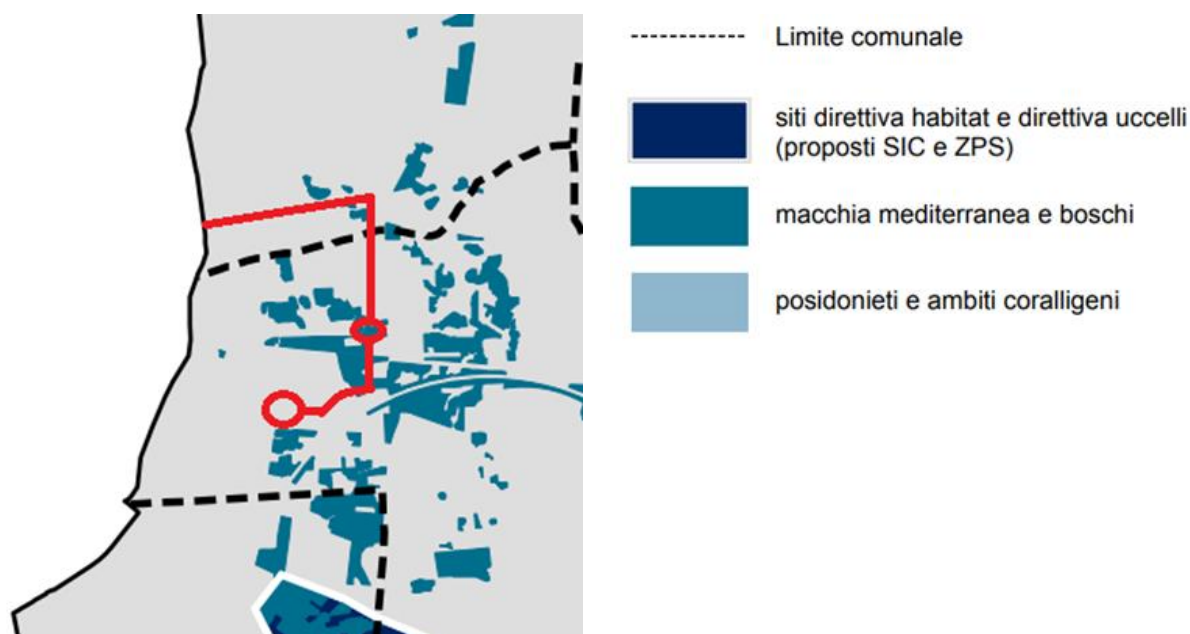 Limite comunale
siti direttiva habitat e direttiva uccelli
(proposti SIC e ZPS)
macchia mediterranea e boschi
posidonieti e ambiti coralligeni